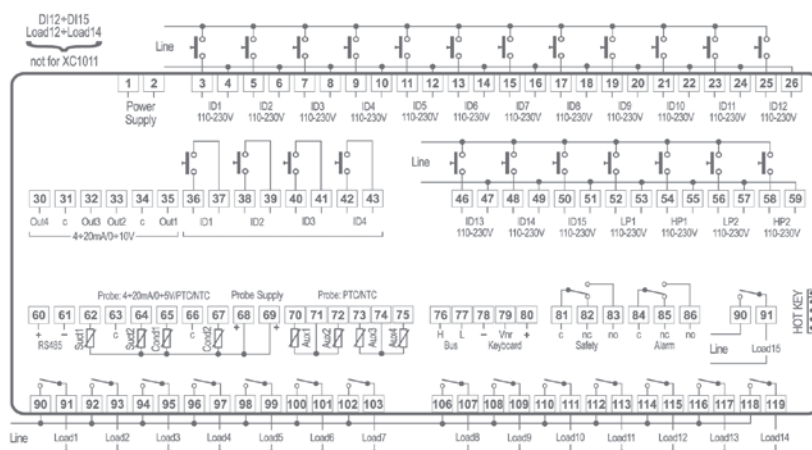 DI12÷DI15
Load12÷Load14
not for XC1011
Line
1 2 3 4 5 6 7 8 9 10 11 12 13 14 15 16 17 18 19 20 21 22 23 24 25 26
Power Supply
ID1 110-230V
ID2 110-230V
ID3 110-230V
ID4 110-230V
ID5 110-230V
ID6 110-230V
ID7 110-230V
ID8 110-230V
ID9 110-230V
ID10 110-230V
ID11 110-230V
ID12 110-230V
Line
30 31 32 33 34 35 36 37 38 39 40 41 42 43 46 47 48 49 50 51 52 53 54 55 56 57 58 59
Out4 c Out3 Out2 c Out1 ID1 ID2 ID3 ID4
4÷20mA/0÷10V
ID13 110-230V
ID14 110-230V
ID15 110-230V
LP1 110-230V
HP1 110-230V
LP2 110-230V
HP2 110-230V
Probe: 4÷20mA/0÷5V/PTC/NTC Probe Supply Probe: PTC/NTC
60 61 62 63 64 65 66 67 68 69 70 71 72 73 74 75 76 77 78 79 80 81 82 83 84 85 86 90 91
+ - Suct1 c Suct2 Cond1 c Cond2 + + Aux1 Aux2 Aux3 Aux4 H L - Vnr + c nc no c nc no
RS485 Bus Keyboard Safety Alarm
Line Load15
HOT KEY
90 91 92 93 94 95 96 97 98 99 100 101 102 103 106 107 108 109 110 111 112 113 114 115 116 117 118 119
Line Load1 Load2 Load3 Load4 Load5 Load6 Load7 Load8 Load9 Load10 Load11 Load12 Load13 Load14